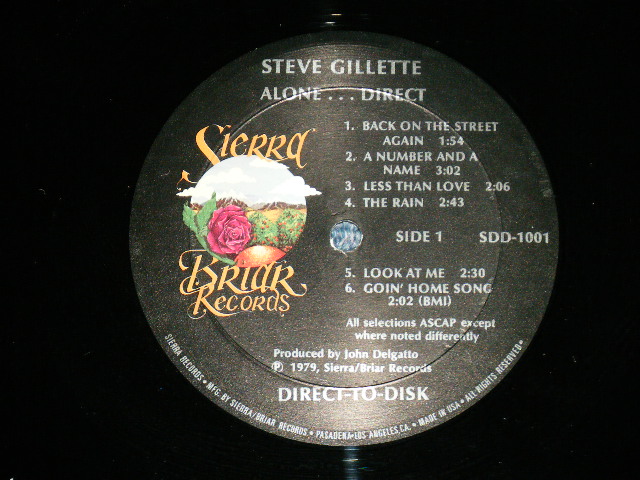 STEVE GILLETTE
ALONE...DIRECT
Sierra
Briar
Records
1. BACK ON THE STREET
AGAIN 1:54
2. A NUMBER AND A
NAME 3:02
3. LESS THAN LOVE 2:06
4. THE RAIN 2:43
SIDE 1 SDD-1001
5. LOOK AT ME 2:30
6. GOIN' HOME SONG
2:02 (BMI)
All selections ASCAP except
where noted differently
Produced by John Delgatto
℗ 1979, Sierra/Briar Records
DIRECT-TO-DISK
SIERRA RECORDS • MFG. BY SIERRA/BRIAR RECORDS • PASADENA-LOS ANGELES, CA. • MADE IN USA • ALL RIGHTS RESERVED •